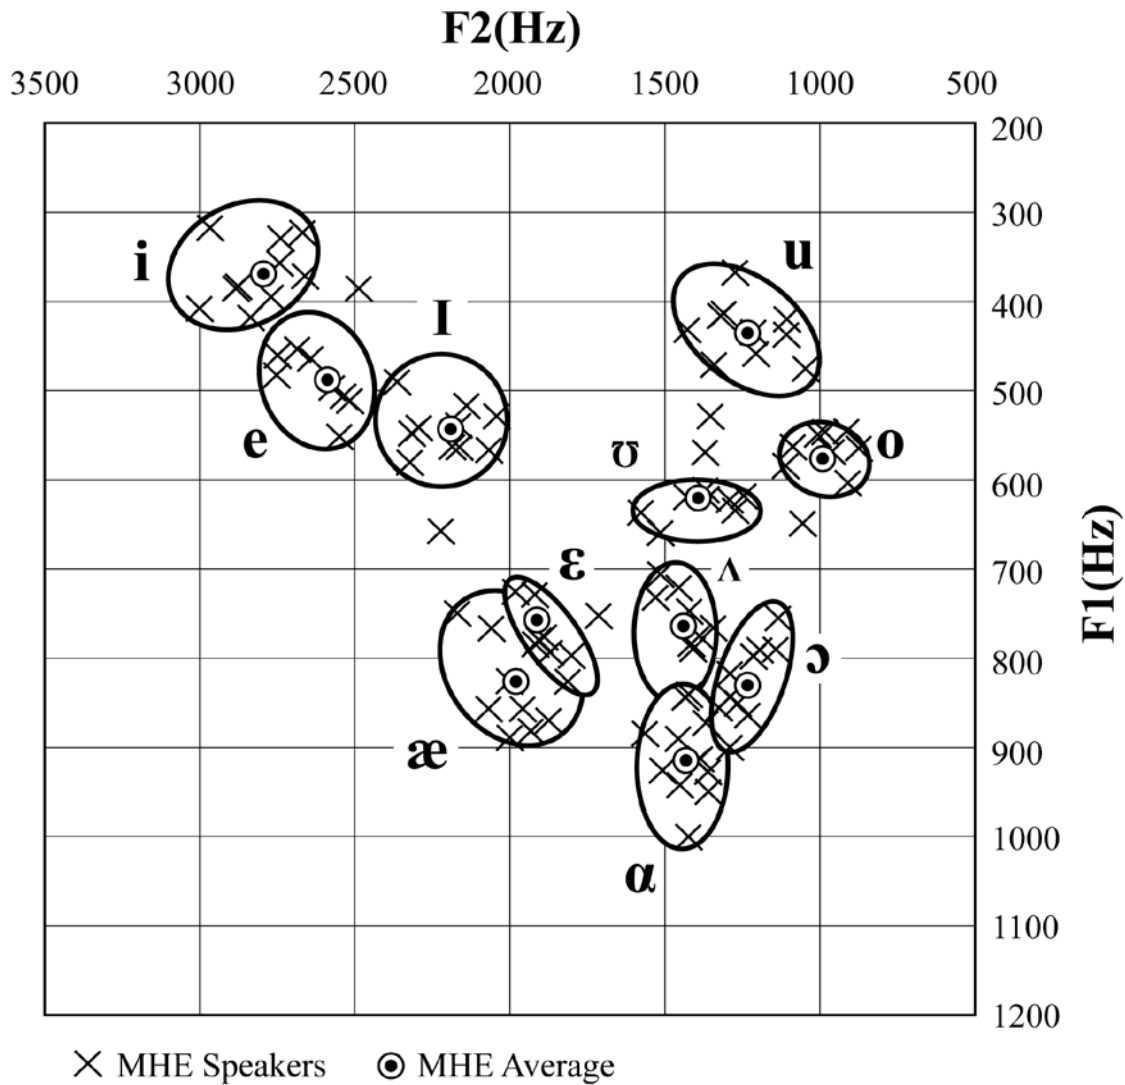 F2(Hz)
3500 3000 2500 2000 1500 1000 500
200
300
i
u
400
I
500
e
ʊ
o
600
ɛ
ʌ
700
F1(Hz)
800
ɔ
æ
900
1000
ɑ
1100
1200
MHE Speakers MHE Average